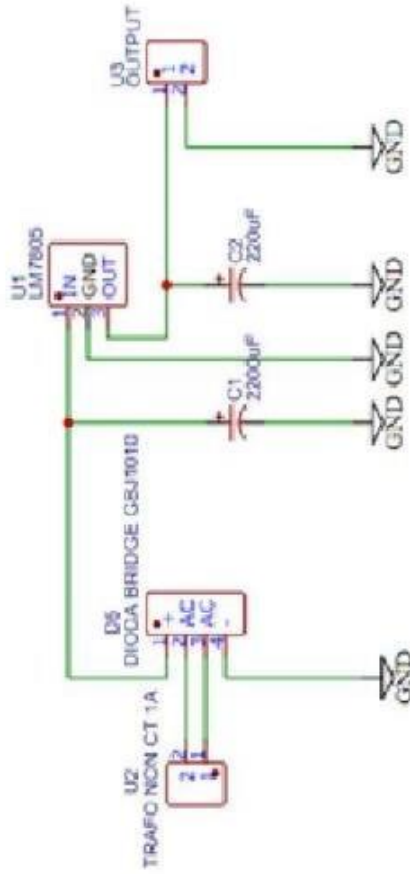 U2
TRAFO NON CT 1A
2 2
1 1
D5
DIODA BRIDGE GBJ1010
1 +
2 AC
3 AC
4 -
U1
LM7805
1 IN
2 GND
3 OUT
+
C1
2200uF
+
C2
220uF
U3
OUTPUT
1 1
2 2
GND
GND
GND
GND
GND